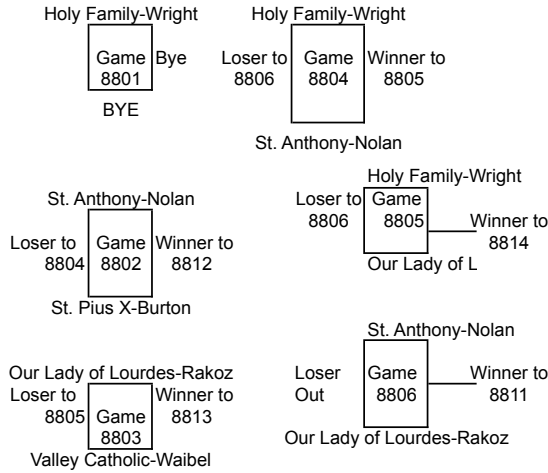 Holy Family-Wright
Game
8801
Bye
BYE
Holy Family-Wright
Loser to
8806
Game
8804
Winner to
8805
St. Anthony-Nolan
St. Anthony-Nolan
Loser to
8804
Game
8802
Winner to
8812
St. Pius X-Burton
Holy Family-Wright
Loser to
8806
Game
8805
Winner to
8814
Our Lady of L
Our Lady of Lourdes-Rakoz
Loser to
8805
Game
8803
Winner to
8813
Valley Catholic-Waibel
St. Anthony-Nolan
Loser
Out
Game
8806
Winner to
8811
Our Lady of Lourdes-Rakoz